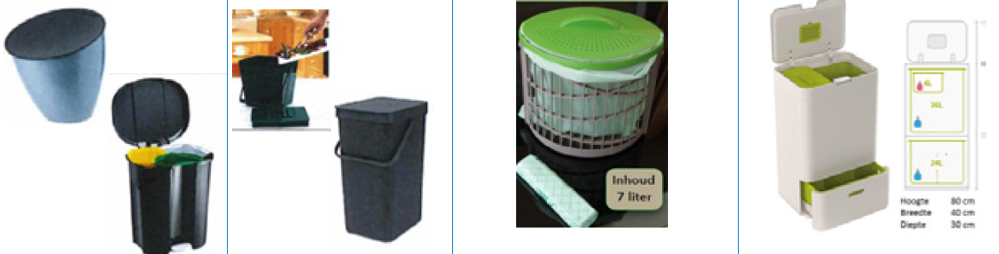 Inhoud
7 liter
4L
36L
24L
Hoogte 80 cm
Breedte 40 cm
Diepte 30 cm